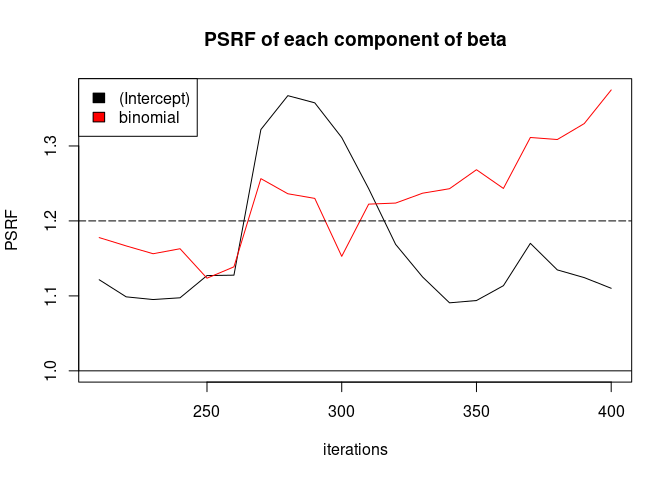 PSRF of each component of beta
(Intercept)
binomial
PSRF
1.3
1.2
1.1
1.0
250 300 350 400
iterations